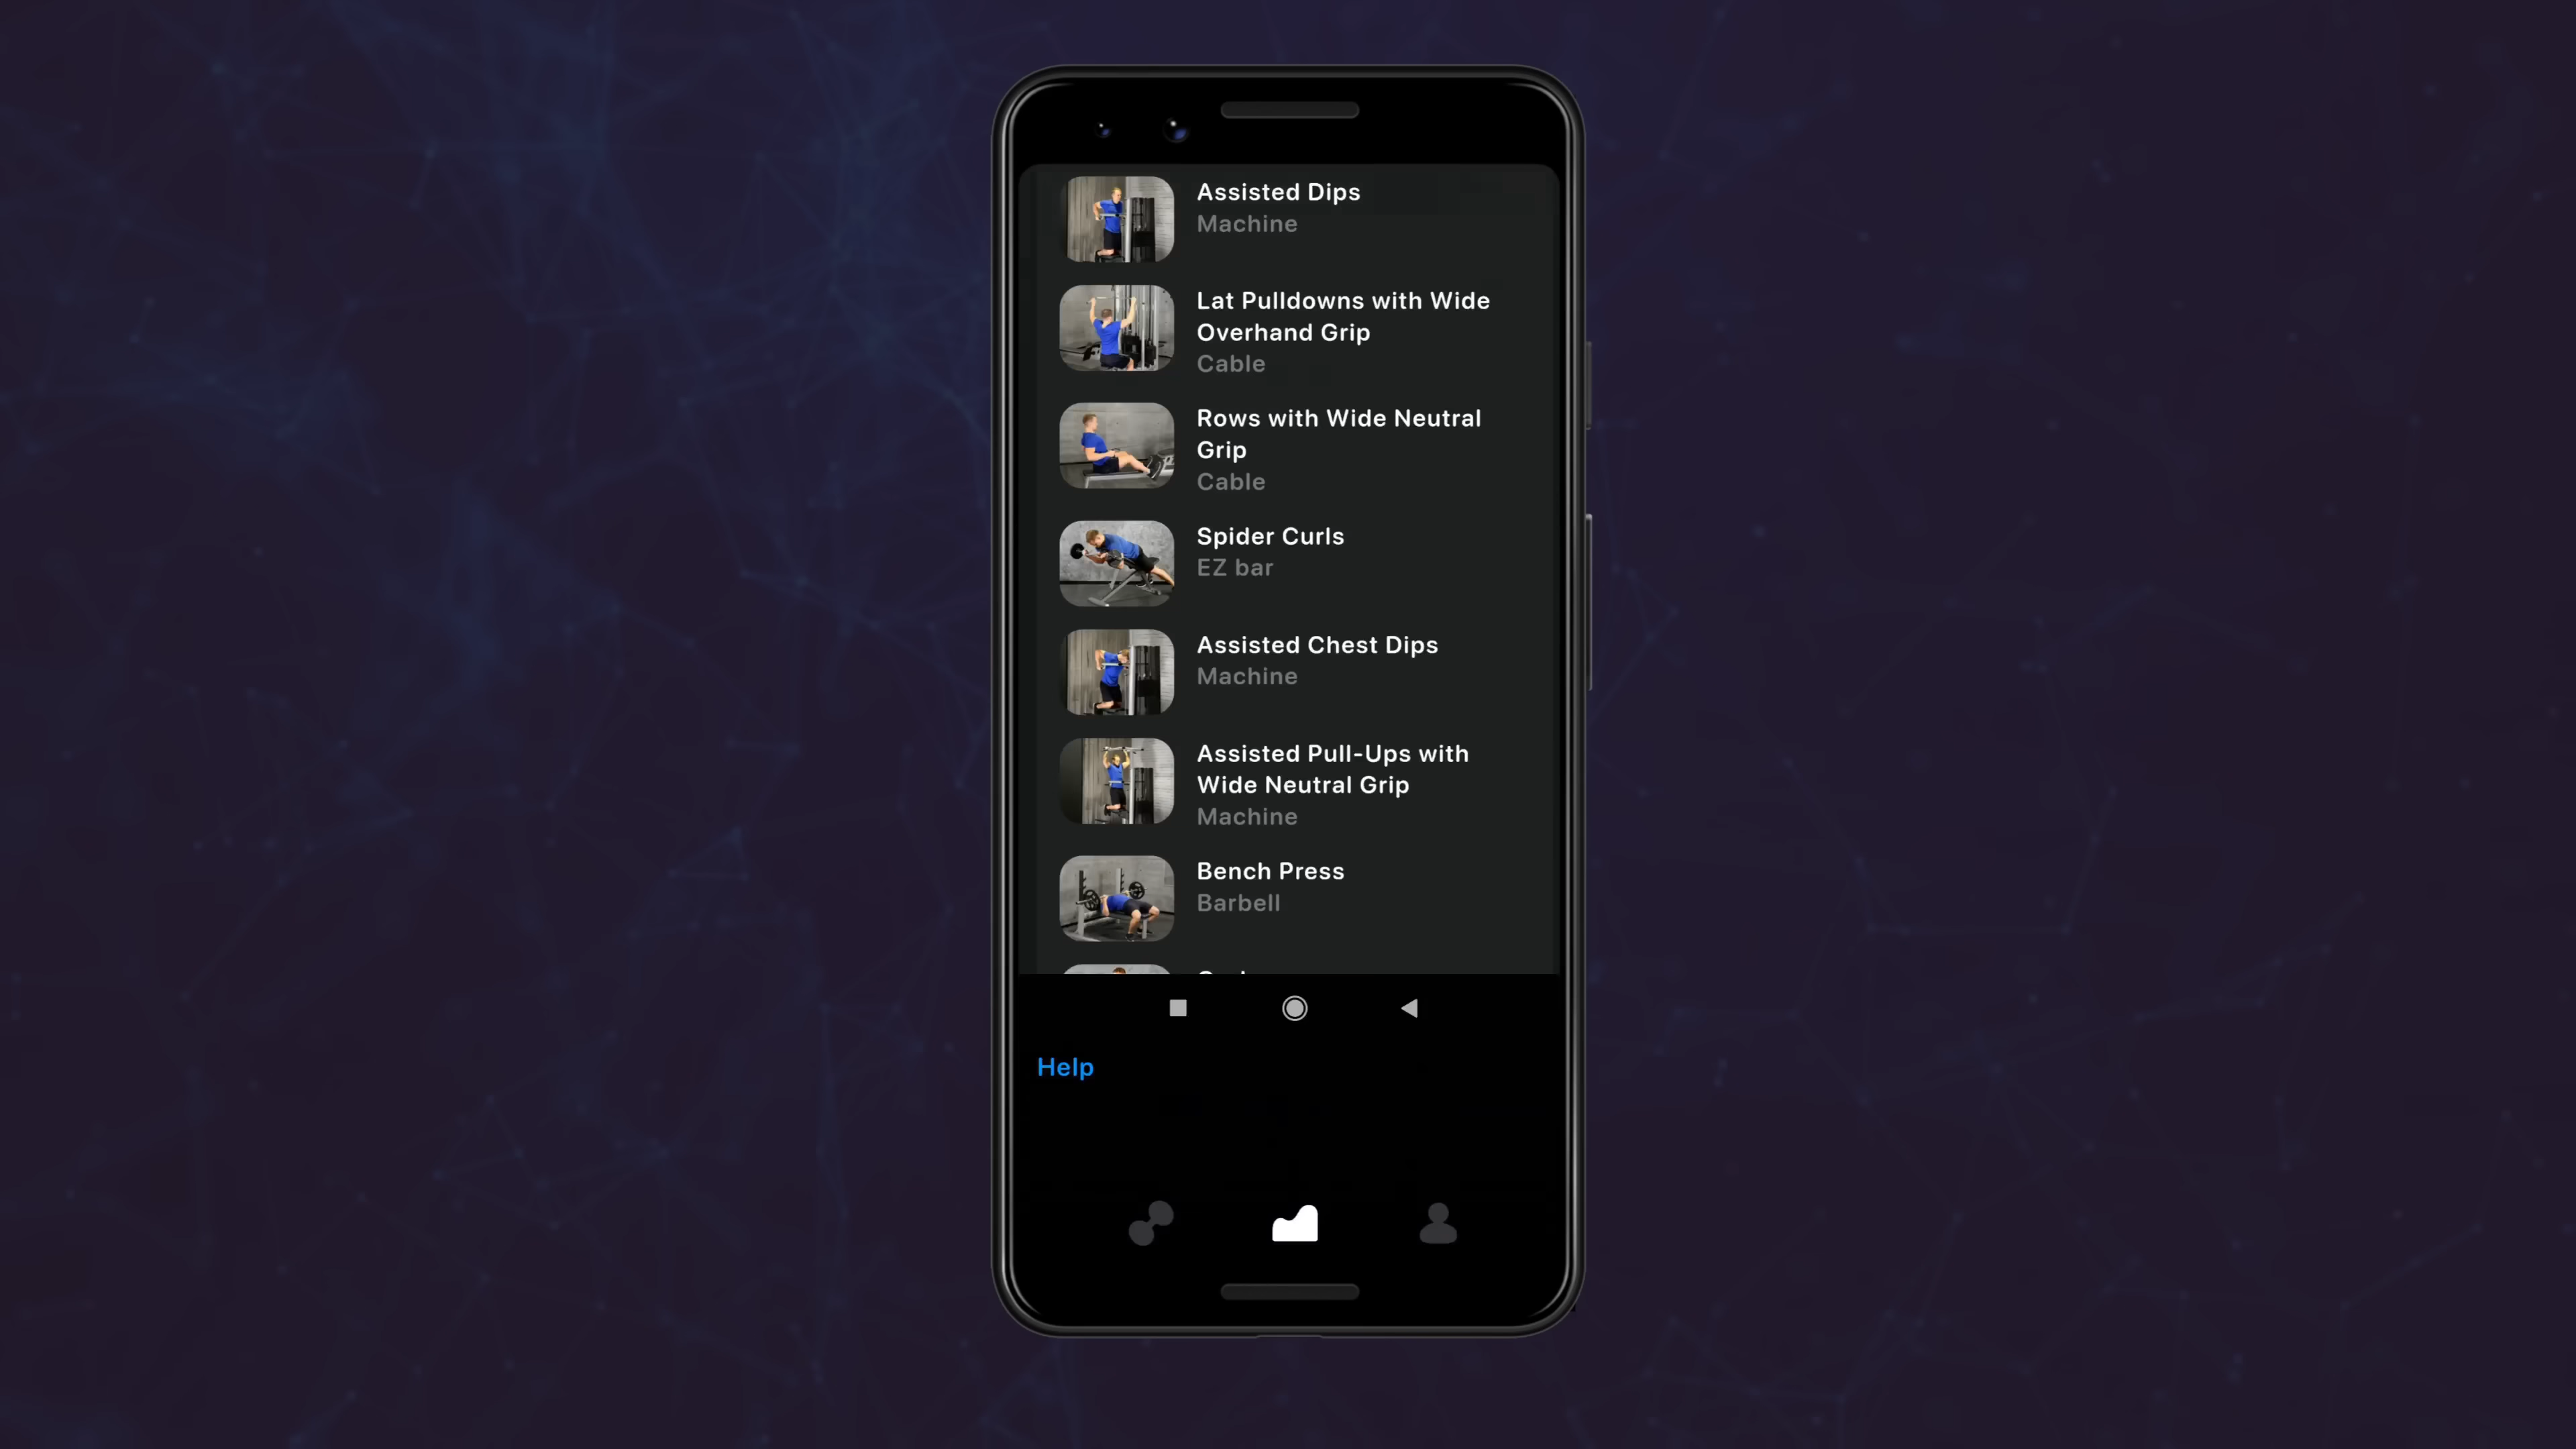 Assisted Dips
Machine
Lat Pulldowns with Wide
Overhand Grip
Cable
Rows with Wide Neutral
Grip
Cable
Spider Curls
EZ bar
Assisted Chest Dips
Machine
Assisted Pull-Ups with
Wide Neutral Grip
Machine
Bench Press
Barbell
Help